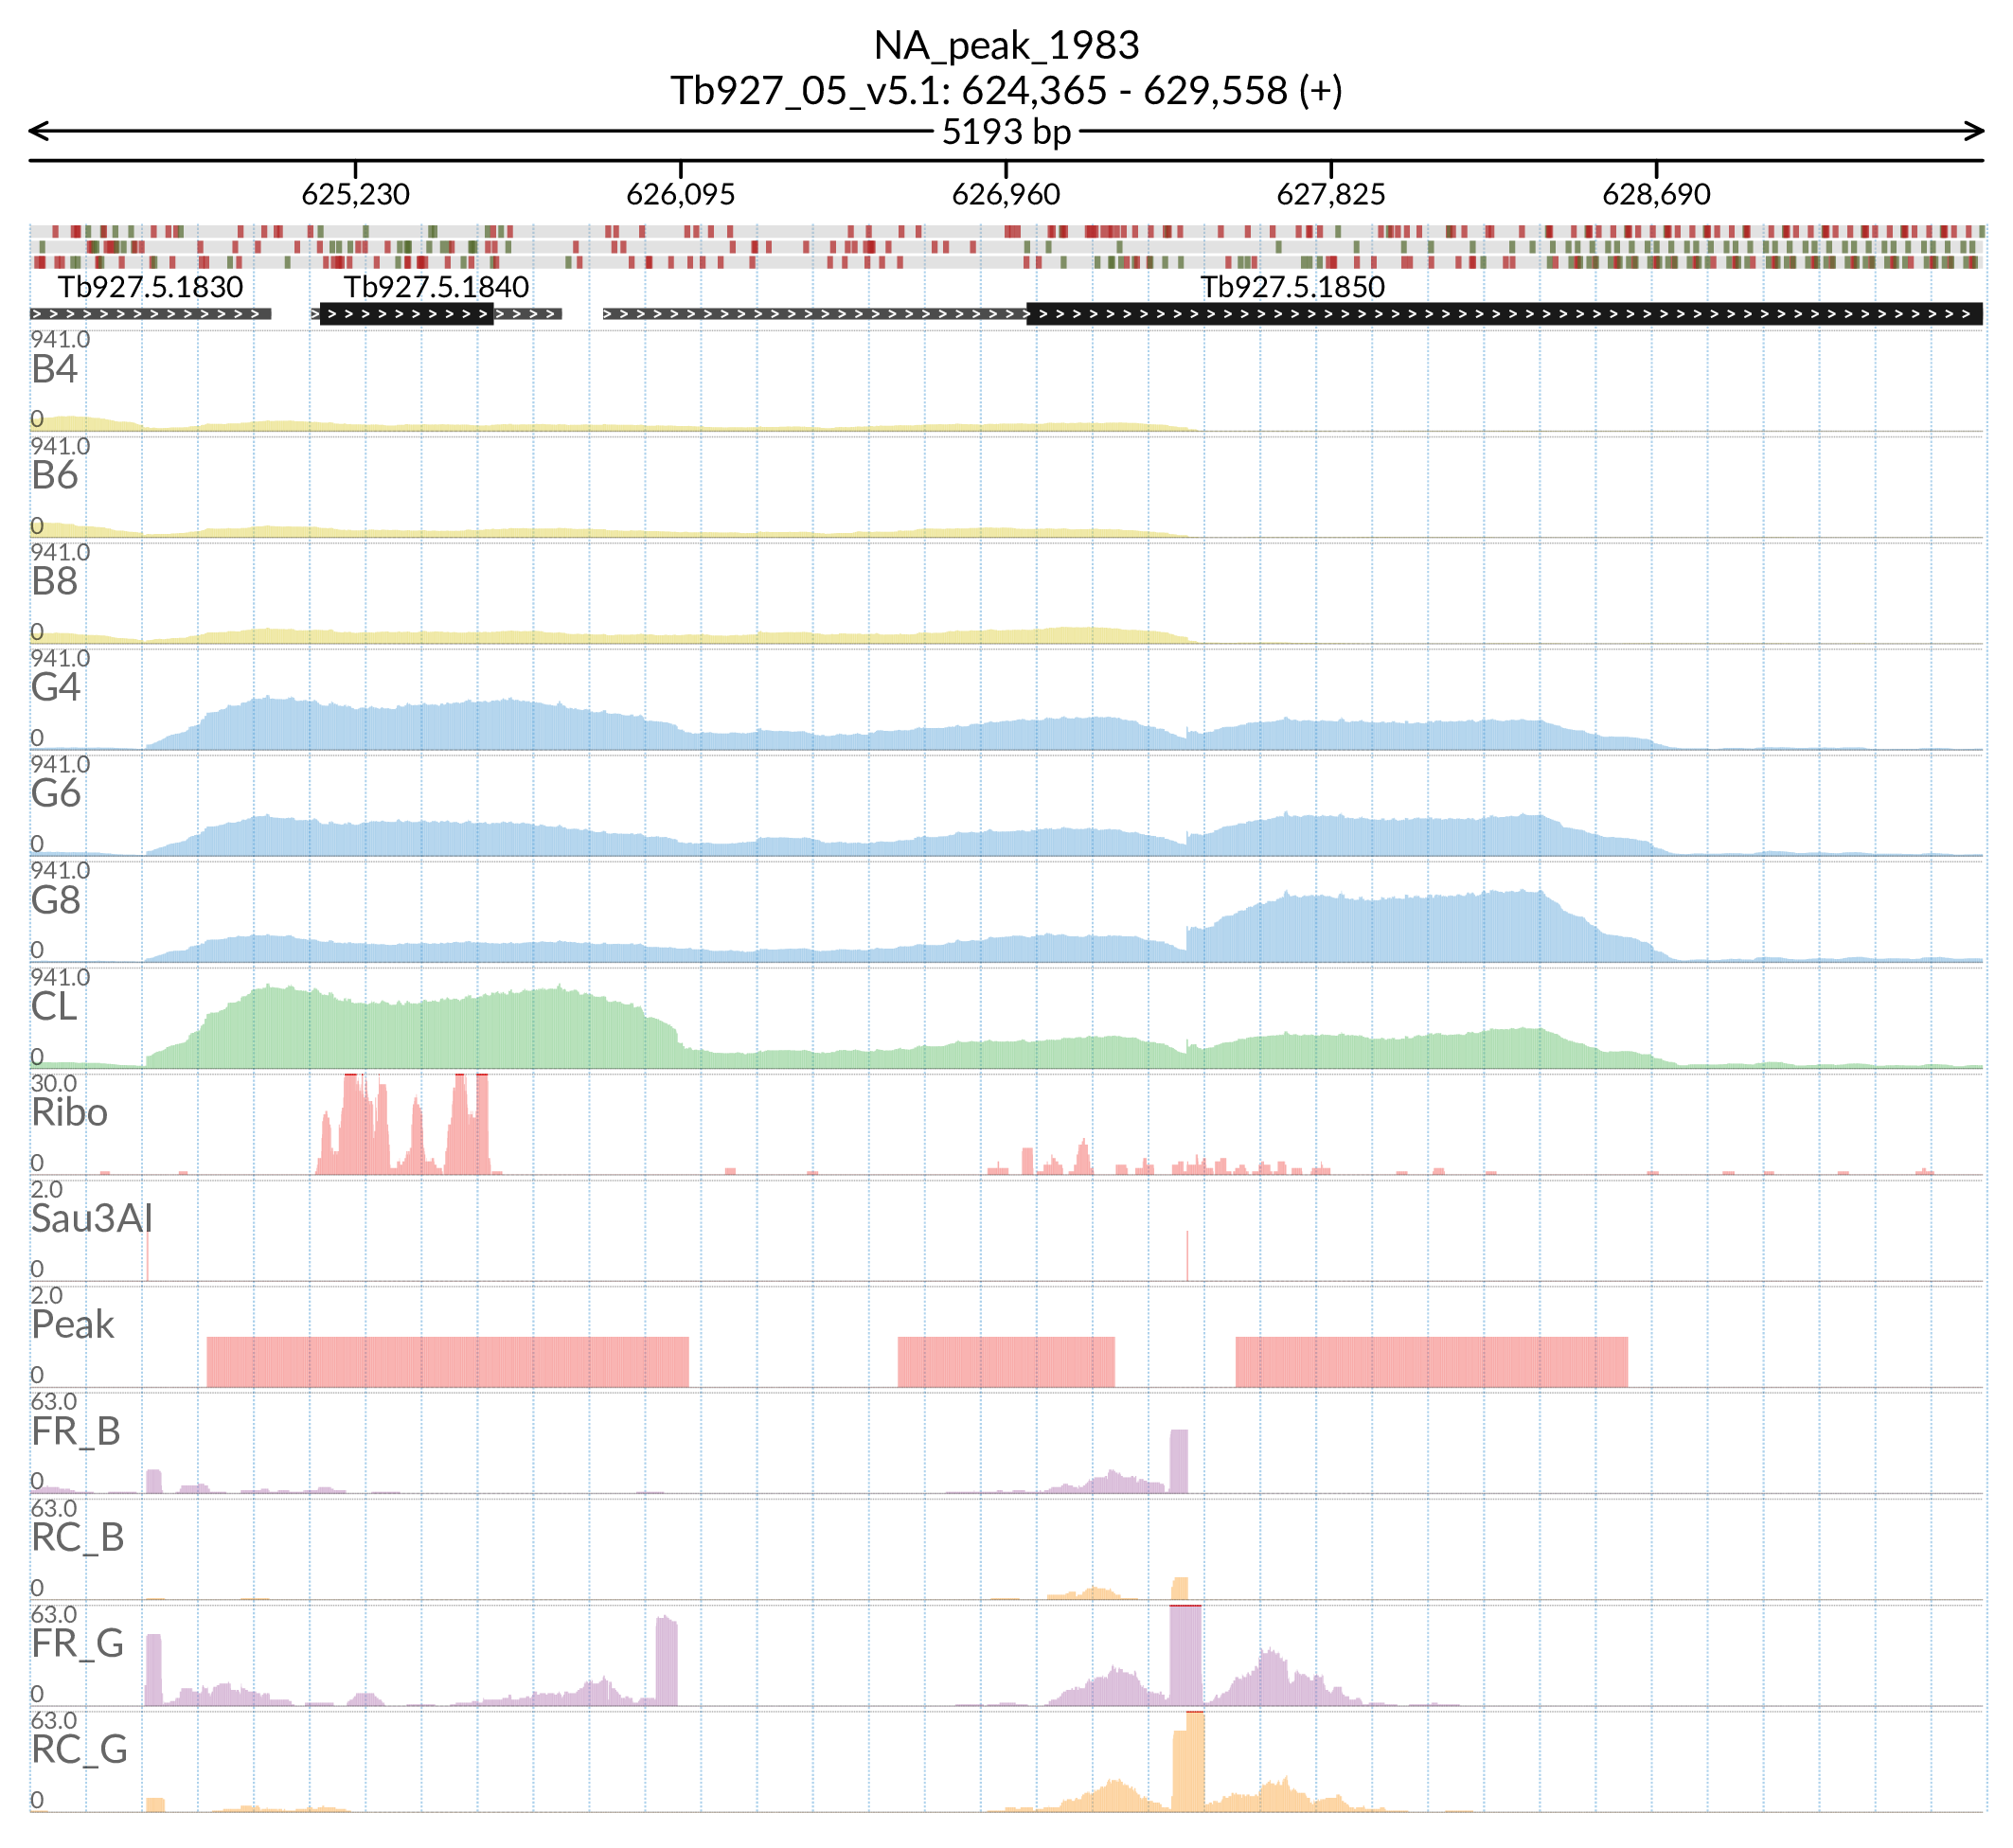 NA_peak_1983
Tb927_05_v5.1: 624,365 - 629,558 (+)
5193 bp
625,230 626,095 626,960 627,825 628,690
Tb927.5.1830 Tb927.5.1840 Tb927.5.1850
941.0
B4
0
941.0
B6
0
941.0
B8
0
941.0
G4
0
941.0
G6
0
941.0
G8
0
941.0
CL
0
30.0
Ribo
0
2.0
Sau3AI
0
2.0
Peak
0
63.0
FR_B
0
63.0
RC_B
0
63.0
FR_G
0
63.0
RC_G
0